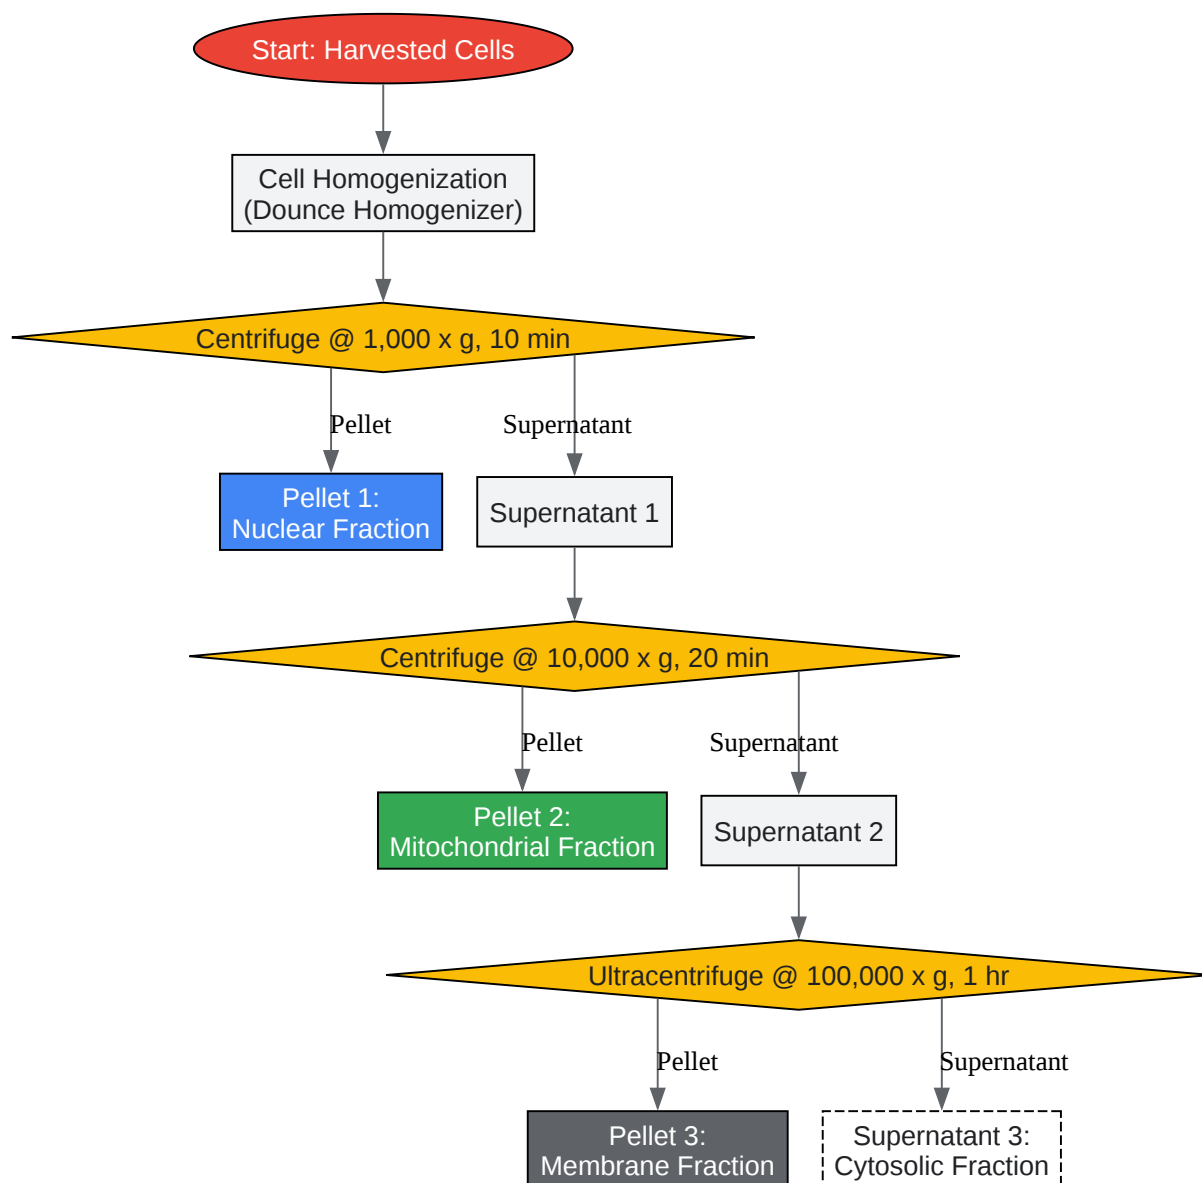 Start: Harvested Cells
Cell Homogenization
(Dounce Homogenizer)
Centrifuge @ 1,000 x g, 10 min
Pellet
Supernatant
Pellet 1:
Nuclear Fraction
Supernatant 1
Centrifuge @ 10,000 x g, 20 min
Pellet
Supernatant
Pellet 2:
Mitochondrial Fraction
Supernatant 2
Ultracentrifuge @ 100,000 x g, 1 hr
Pellet
Supernatant
Pellet 3:
Membrane Fraction
Supernatant 3:
Cytosolic Fraction